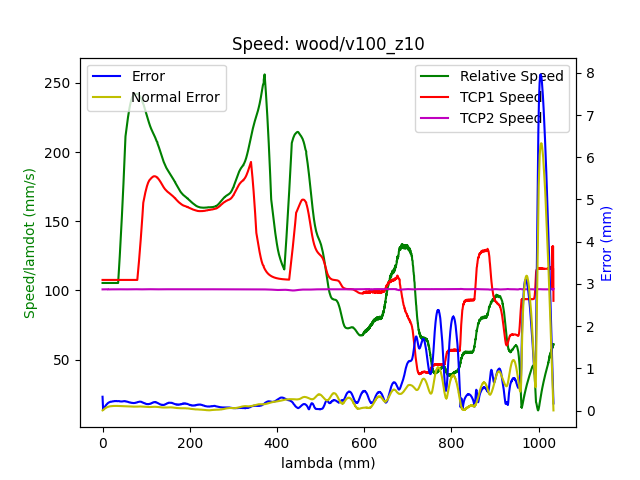 Speed: wood/v100_z10
Error
Normal Error
Relative Speed
TCP1 Speed
TCP2 Speed
Speed/lamdot (mm/s)
250
200
150
100
50
8
7
6
5
4
3
2
1
0
Error (mm)
0 200 400 600 800 1000
lambda (mm)